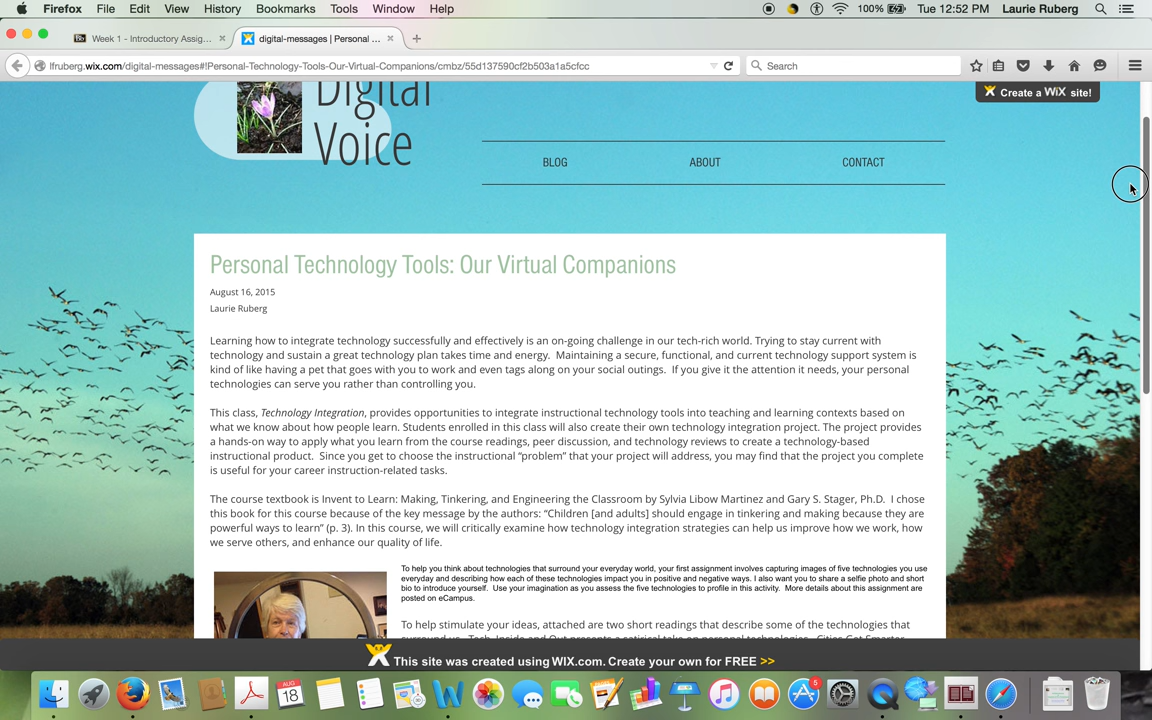 Firefox File Edit View History Bookmarks Tools Window Help 100% Tue 12:52 PM Laurie Ruberg
Week 1 - Introductory Assig... × digital-messages | Personal ... × +
lfruberg.wix.com/digital-messages#!Personal-Technology-Tools-Our-Virtual-Companions/cmbz/55d137590cf2b503a1a5cfcc Search
Create a WiX site!
Digital
Voice
BLOG ABOUT CONTACT
Personal Technology Tools: Our Virtual Companions
August 16, 2015
Laurie Ruberg
Learning how to integrate technology successfully and effectively is an on-going challenge in our tech-rich world. Trying to stay current with
technology and sustain a great technology plan takes time and energy. Maintaining a secure, functional, and current technology support system is
kind of like having a pet that goes with you to work and even tags along on your social outings. If you give it the attention it needs, your personal
technologies can serve you rather than controlling you.
This class, Technology Integration, provides opportunities to integrate instructional technology tools into teaching and learning contexts based on
what we know about how people learn. Students enrolled in this class will also create their own technology integration project. The project provides
a hands-on way to apply what you learn from the course readings, peer discussion, and technology reviews to create a technology-based
instructional product. Since you get to choose the instructional “problem” that your project will address, you may find that the project you complete
is useful for your career instruction-related tasks.
The course textbook is Invent to Learn: Making, Tinkering, and Engineering the Classroom by Sylvia Libow Martinez and Gary S. Stager, Ph.D. I chose
this book for this course because of the key message by the authors: “Children [and adults] should engage in tinkering and making because they are
powerful ways to learn” (p. 3). In this course, we will critically examine how technology integration strategies can help us improve how we work, how
we serve others, and enhance our quality of life.
To help you think about technologies that surround your everyday world, your first assignment involves capturing images of five technologies you use
everyday and describing how each of these technologies impact you in positive and negative ways. I also want you to share a selfie photo and short
bio to introduce yourself. Use your imagination as you assess the five technologies to profile in this activity. More details about this assignment are
posted on eCampus.
To help stimulate your ideas, attached are two short readings that describe some of the technologies that
surround us. Tech, Inside and Out presents a satirical take on personal technologies. Cities Get Smarter
This site was created using WIX.com. Create your own for FREE >>
AUG
18
5